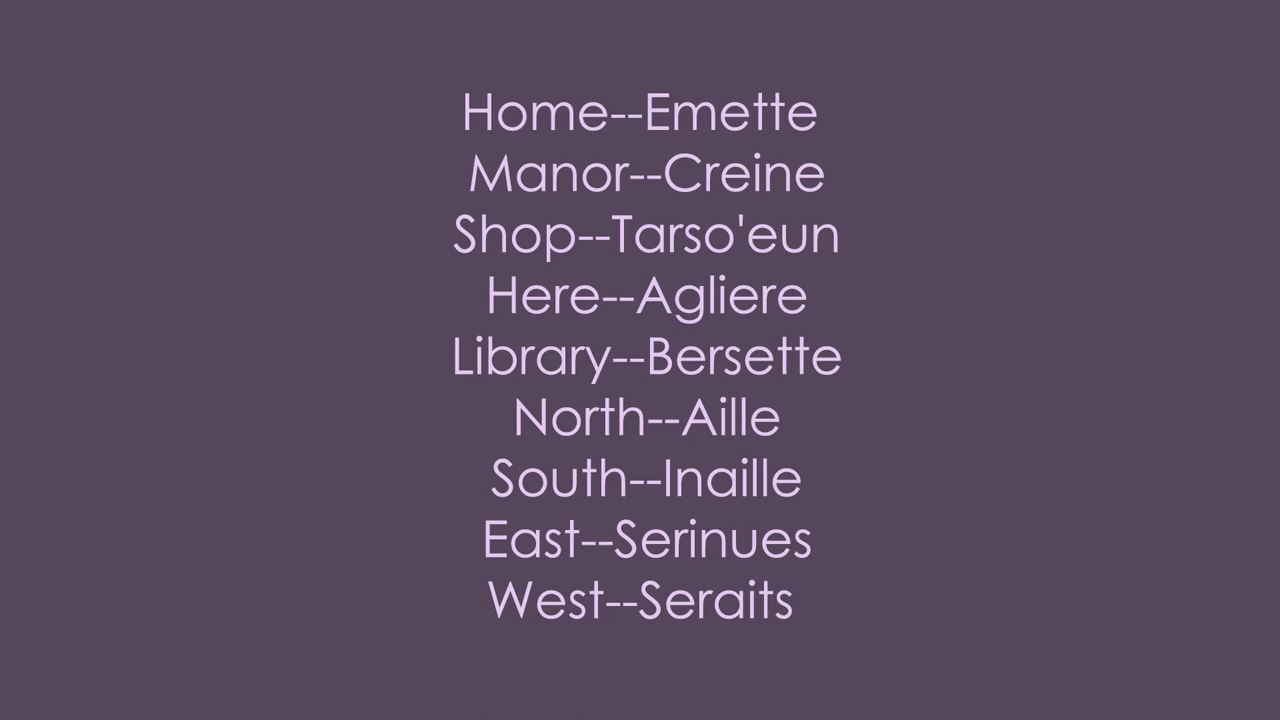 Home--Emette
Manor--Creine
Shop--Tarso'eun
Here--Agliere
Library--Bersette
North--Aille
South--Inaille
East--Serinues
West--Seraits